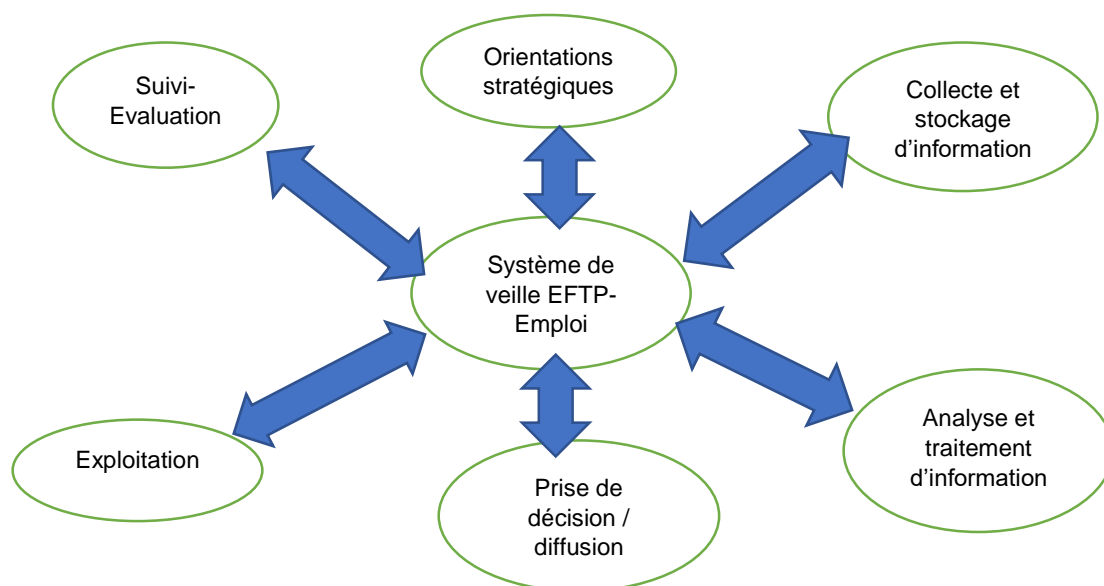 Orientations
stratégiques
Suivi-
Evaluation
Collecte et
stockage
d'information
Système de
veille EFTP-
Emploi
Exploitation
Analyse et
traitement
d'information
Prise de
décision /
diffusion